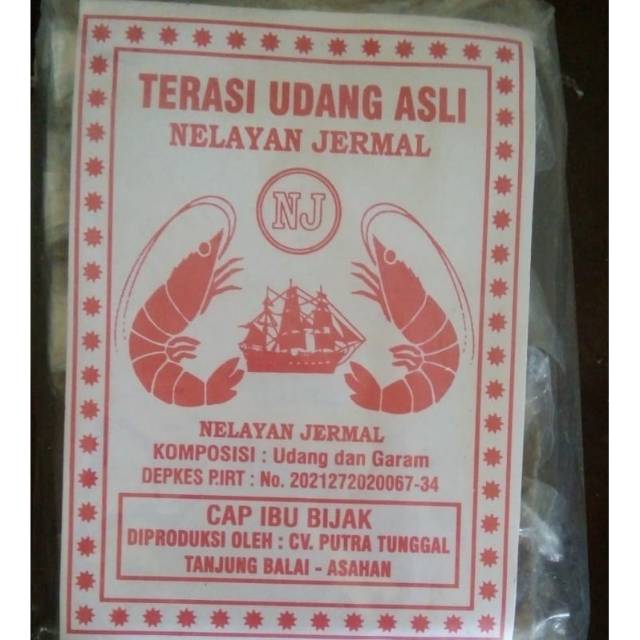 TERASI UDANG ASLI
NELAYAN JERMAL
NJ
NELAYAN JERMAL
KOMPOSISI : Udang dan Garam
DEPKES P.IRT : No. 2021272020067-34
CAP IBU BIJAK
DIPRODUKSI OLEH : CV. PUTRA TUNGGAL
TANJUNG BALAI - ASAHAN